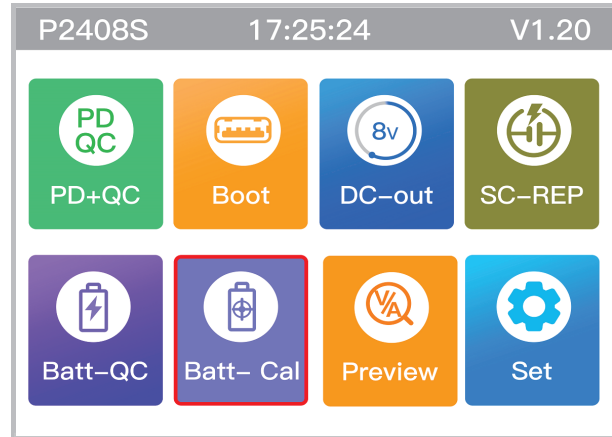 P2408S 17:25:24 V1.20
PD
QC
8v
PD+QC Boot DC-out SC-REP
V/A
Batt-QC Batt- Cal Preview Set